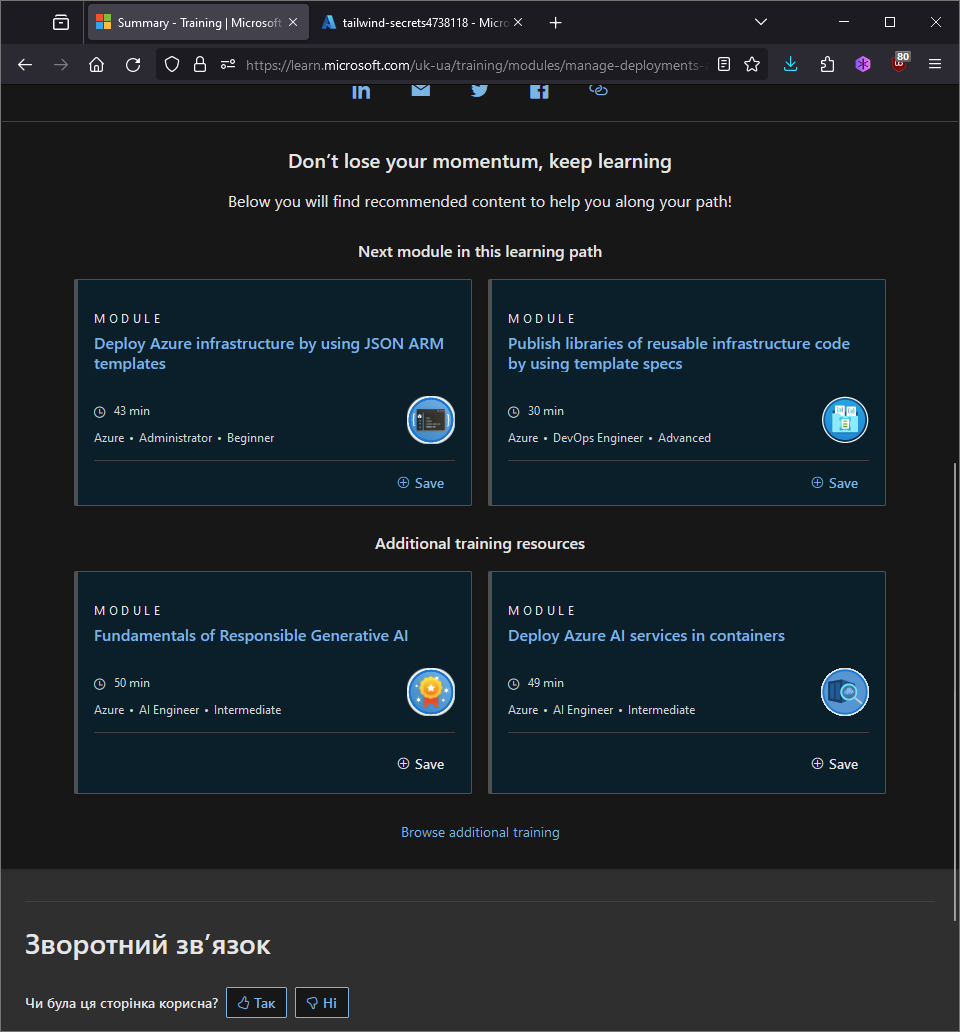 Summary - Training | Microsoft
tailwind-secrets4738118 - Micro
https://learn.microsoft.com/uk-ua/training/modules/manage-deployments-
80
Don’t lose your momentum, keep learning
Below you will find recommended content to help you along your path!
Next module in this learning path
MODULE
Deploy Azure infrastructure by using JSON ARM
templates
43 min
Azure • Administrator • Beginner
Save
MODULE
Publish libraries of reusable infrastructure code
by using template specs
30 min
Azure • DevOps Engineer • Advanced
Save
Additional training resources
MODULE
Fundamentals of Responsible Generative AI
50 min
Azure • AI Engineer • Intermediate
Save
MODULE
Deploy Azure AI services in containers
49 min
Azure • AI Engineer • Intermediate
Save
Browse additional training
Зворотний зв’язок
Чи була ця сторінка корисна? Так Ні